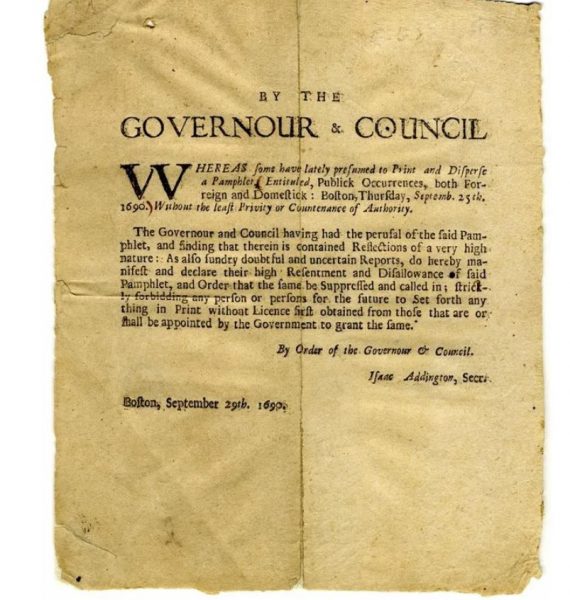 BY THE
GOVERNOUR & COUNCIL
WHEREAS ſome have lately preſumed to Print and Diſperſe
a Pamphlet, Entituled, Publick Occurrences, both For-
reign and Domeſtick: Boſton, Thurſday, Septemb. 25th.
1690.) Without the leaſt Privity or Countenance of Authority.
The Governour and Council having had the peruſal of the ſaid Pam-
phlet, and finding that therein is contained Reflections of a very high
nature: As alſo ſundry doubtful and uncertain Reports, do hereby ma-
nifeſt and declare their high Reſentment and Diſallowance of ſaid
Pamphlet, and Order that the ſame be Suppreſſed and called in; ſtrict-
ly forbidding any perſon or perſons for the future to Set forth any
thing in Print without Licence firſt obtained from thoſe that are or
ſhall be appointed by the Government to grant the ſame.
By Order of the Governour & Council.
Iſaac Addington, Secr.
Boſton, September 29th. 1690.